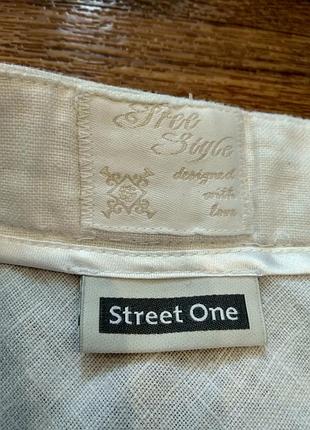 Free
Style
designed
with
love
Street One